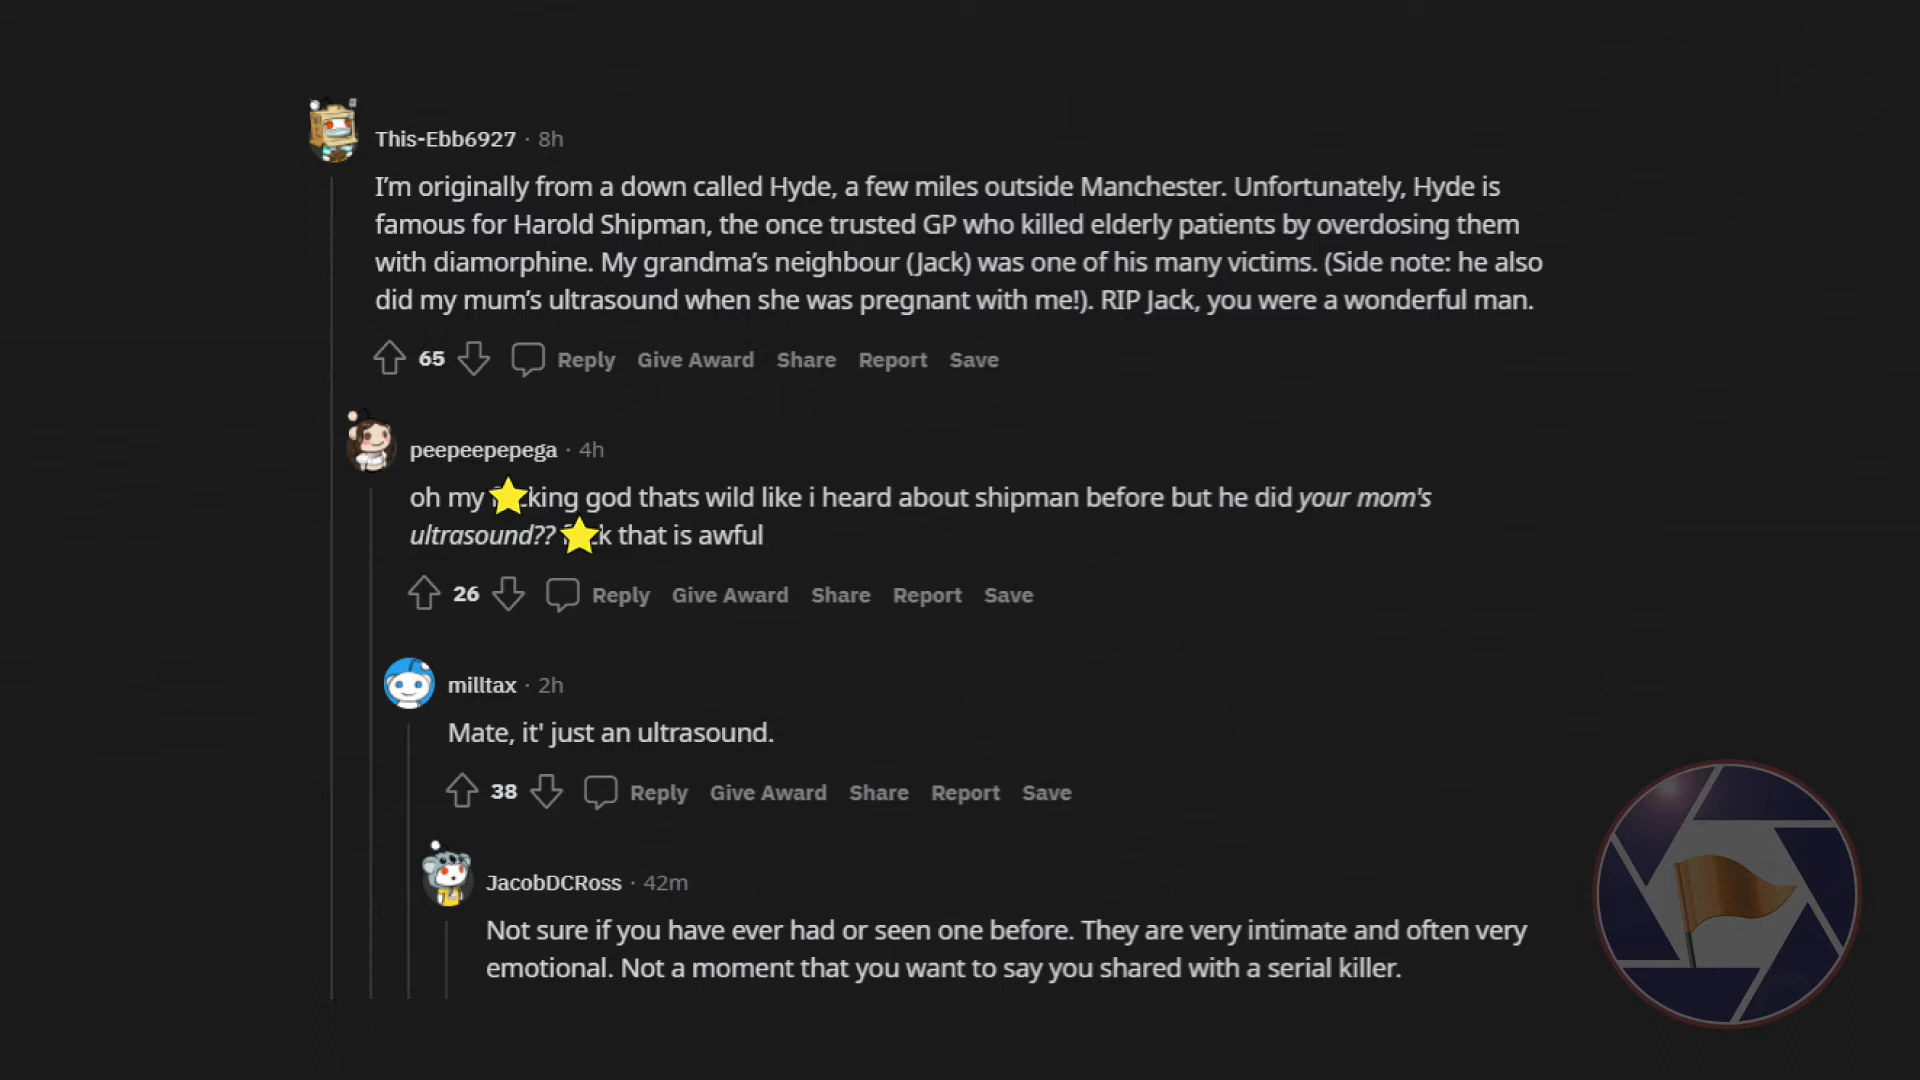 This-Ebb6927 · 8h
I'm originally from a down called Hyde, a few miles outside Manchester. Unfortunately, Hyde is
famous for Harold Shipman, the once trusted GP who killed elderly patients by overdosing them
with diamorphine. My grandma's neighbour (Jack) was one of his many victims. (Side note: he also
did my mum's ultrasound when she was pregnant with me!). RIP Jack, you were a wonderful man.
65 Reply Give Award Share Report Save
peepeepepega · 4h
oh my f⭐king god thats wild like i heard about shipman before but he did your mom's
ultrasound?? f⭐k that is awful
26 Reply Give Award Share Report Save
milltax · 2h
Mate, it' just an ultrasound.
38 Reply Give Award Share Report Save
JacobDCRoss · 42m
Not sure if you have ever had or seen one before. They are very intimate and often very
emotional. Not a moment that you want to say you shared with a serial killer.